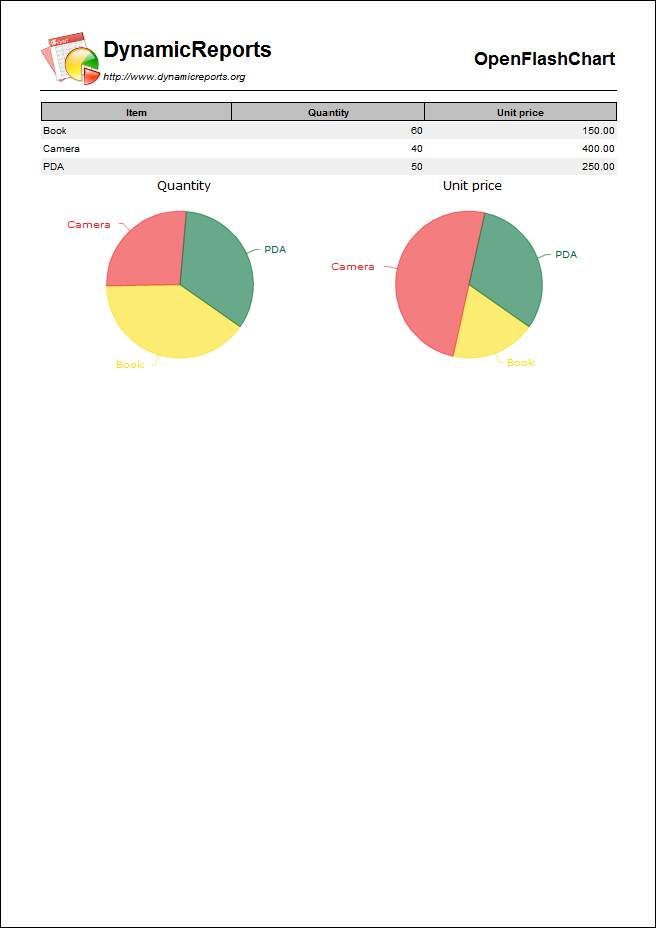 DynamicReports
http://www.dynamicreports.org
OpenFlashChart
Item Quantity Unit price
Book 60 150.00
Camera 40 400.00
PDA 50 250.00
Quantity Unit price
Camera PDA Book
Camera PDA Book